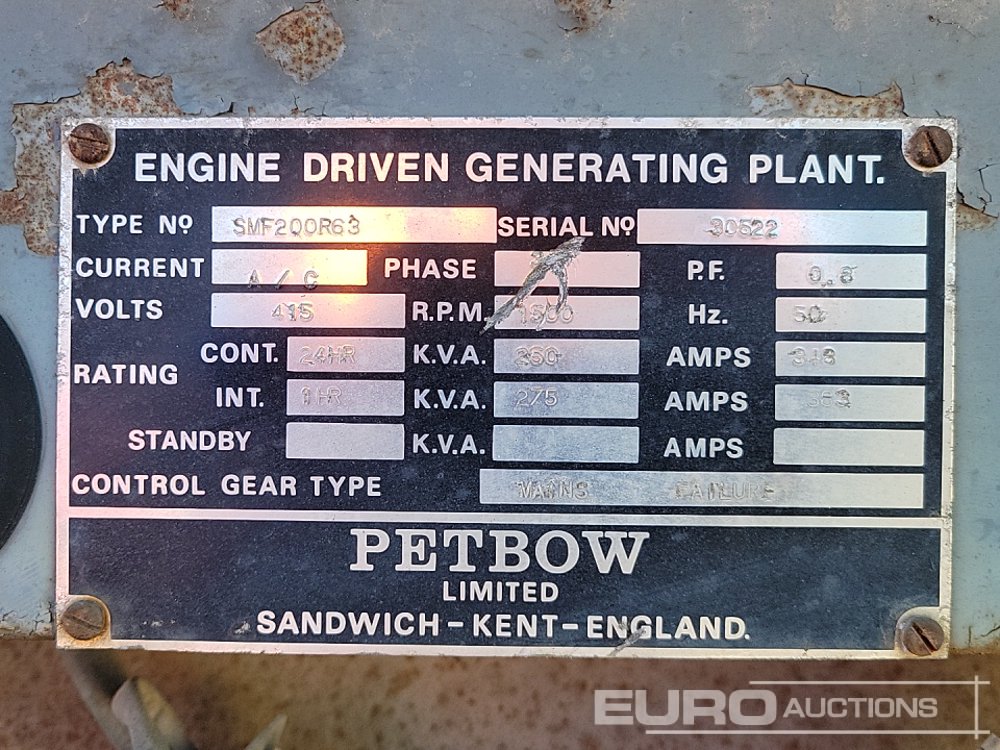 ENGINE DRIVEN GENERATING PLANT.
TYPE Nº SMF200R63 SERIAL Nº 30522
CURRENT A/C PHASE P.F. 0.8
VOLTS 415 R.P.M. 1500 Hz. 50
RATING CONT. 24HR K.V.A. AMPS
INT. 1HR K.V.A. 275 AMPS
STANDBY K.V.A. AMPS
CONTROL GEAR TYPE MAINS FAILURE
PETBOW
LIMITED
SANDWICH-KENT-ENGLAND.
EURO AUCTIONS